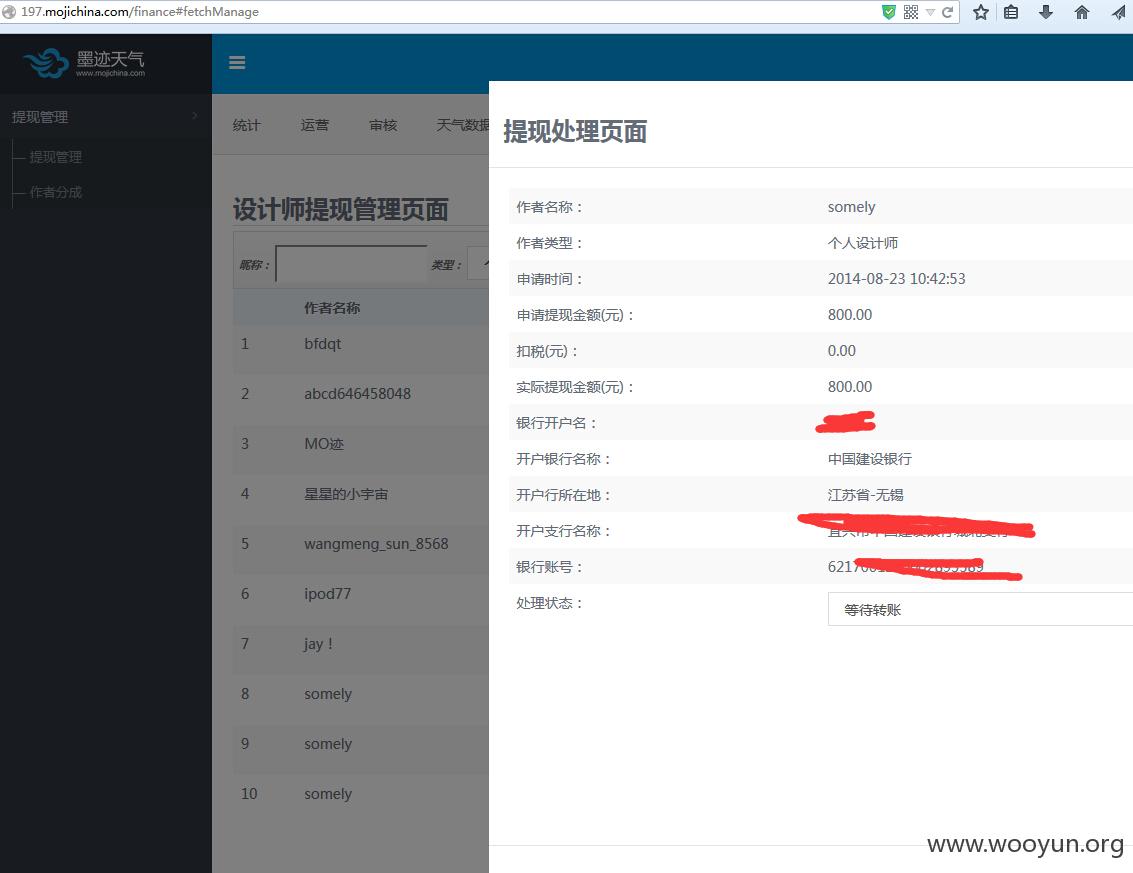 197.mojichina.com/finance#fetchManage
墨迹天气
www.mojichina.com
提现管理
提现管理
作者分成
统计
运营
审核
天气数据
设计师提现管理页面
昵称：
类型：
作者名称
1 bfdqt
2 abcd646458048
3 MO迹
4 星星的小宇宙
5 wangmeng_sun_8568
6 ipod77
7 jay！
8 somely
9 somely
10 somely
提现处理页面
作者名称： somely
作者类型： 个人设计师
申请时间： 2014-08-23 10:42:53
申请提现金额(元)： 800.00
扣税(元)： 0.00
实际提现金额(元)： 800.00
银行开户名：
开户银行名称： 中国建设银行
开户行所在地： 江苏省-无锡
开户支行名称：
银行账号：
处理状态： 等待转账
www.wooyun.org